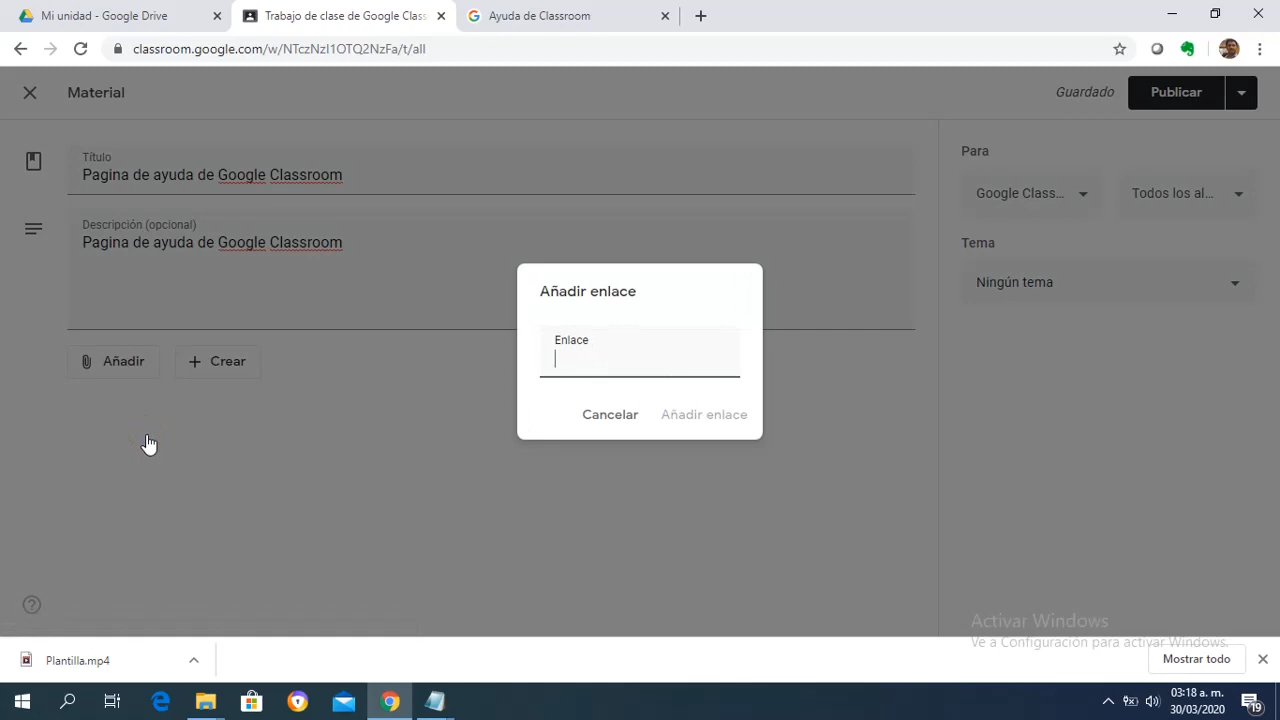 Mi unidad - Google Drive
Trabajo de clase de Google Clas
Ayuda de Classroom
classroom.google.com/w/NTczNzI1OTQ2NzFa/t/all
Material
Guardado
Publicar
Título
Pagina de ayuda de Google Classroom
Descripción (opcional)
Pagina de ayuda de Google Classroom
Añadir
Crear
Para
Google Class...
Todos los al...
Tema
Ningún tema
Añadir enlace
Enlace
Cancelar
Añadir enlace
Activar Windows
Ve a Configuración para activar Windows.
Plantilla.mp4
Mostrar todo
03:18 a. m.
30/03/2020
19